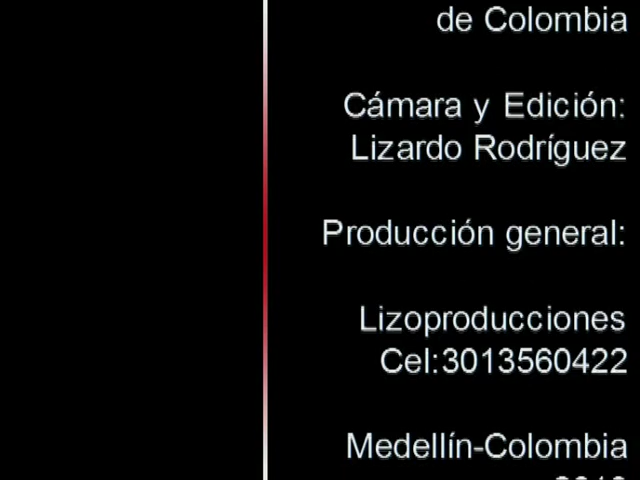 de Colombia
Cámara y Edición:
Lizardo Rodríguez
Producción general:
Lizoproducciones
Cel:3013560422
Medellín-Colombia